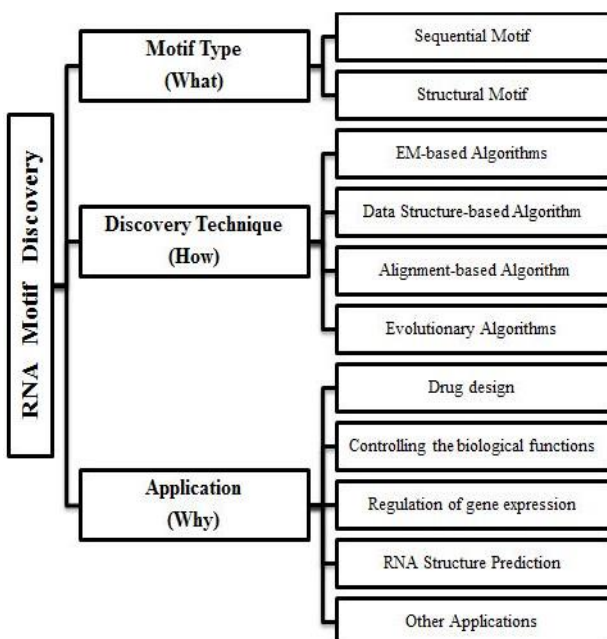 RNA Motif Discovery
Motif Type
(What)
Sequential Motif
Structural Motif
Discovery Technique
(How)
EM-based Algorithms
Data Structure-based Algorithm
Alignment-based Algorithm
Evolutionary Algorithms
Application
(Why)
Drug design
Controlling the biological functions
Regulation of gene expression
RNA Structure Prediction
Other Applications